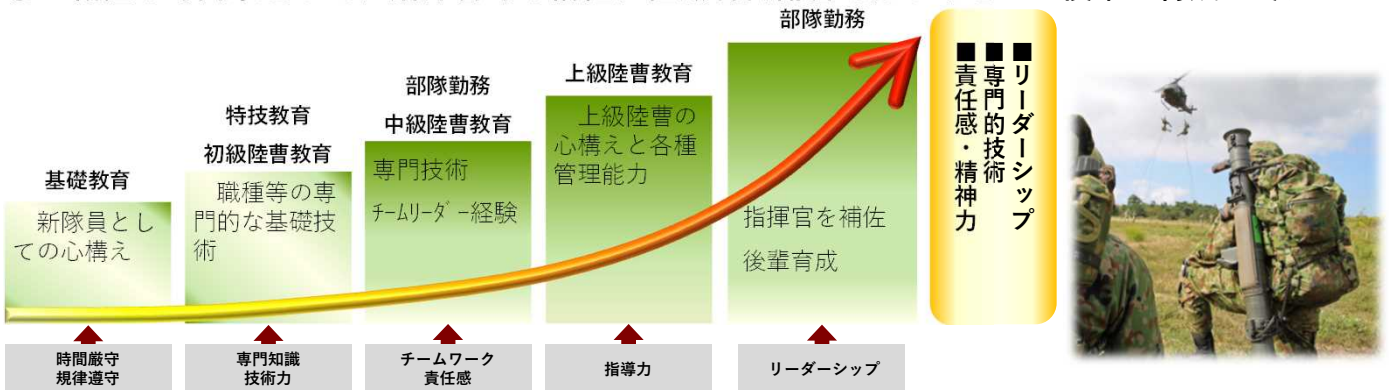 基礎教育
新隊員とし
ての心構え
時間厳守
規律遵守
特技教育
初級陸曹教育
職種等の専
門的な基礎技
術
専門知識
技術力
部隊勤務
中級陸曹教育
専門技術
チームリーダー経験
チームワーク
責任感
上級陸曹教育
上級陸曹の
心構えと各種
管理能力
指導力
部隊勤務
指揮官を補佐
後輩育成
リーダーシップ
■リーダーシップ
■専門的技術
■責任感・精神力